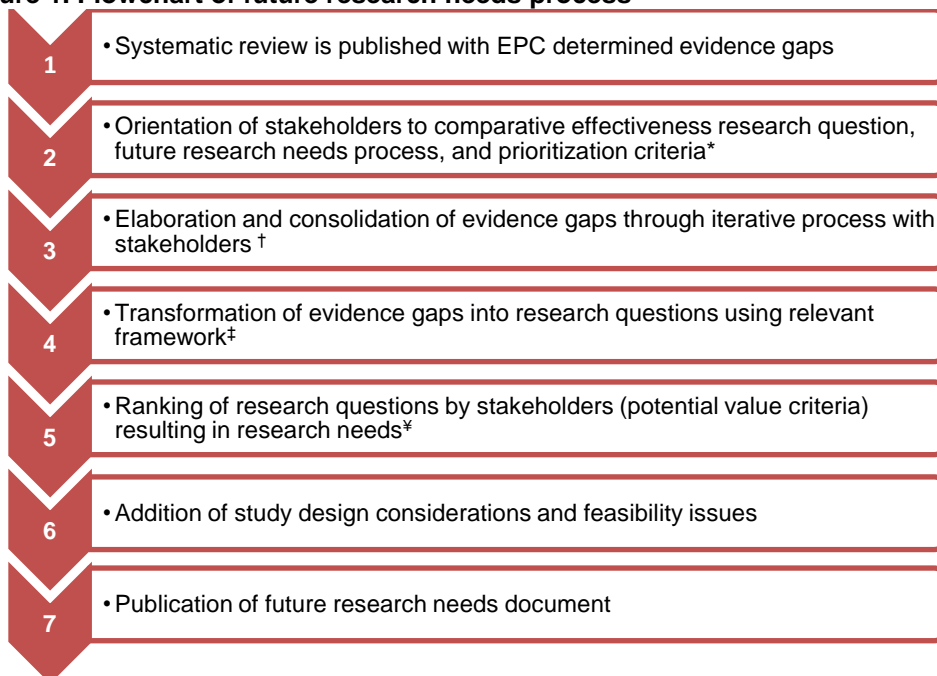 ure 1. Flowchart of future research needs process
1
• Systematic review is published with EPC determined evidence gaps
2
• Orientation of stakeholders to comparative effectiveness research question,
future research needs process, and prioritization criteria*
3
• Elaboration and consolidation of evidence gaps through iterative process with
stakeholders †
4
• Transformation of evidence gaps into research questions using relevant
framework‡
5
• Ranking of research questions by stakeholders (potential value criteria)
resulting in research needs¥
6
• Addition of study design considerations and feasibility issues
7
• Publication of future research needs document